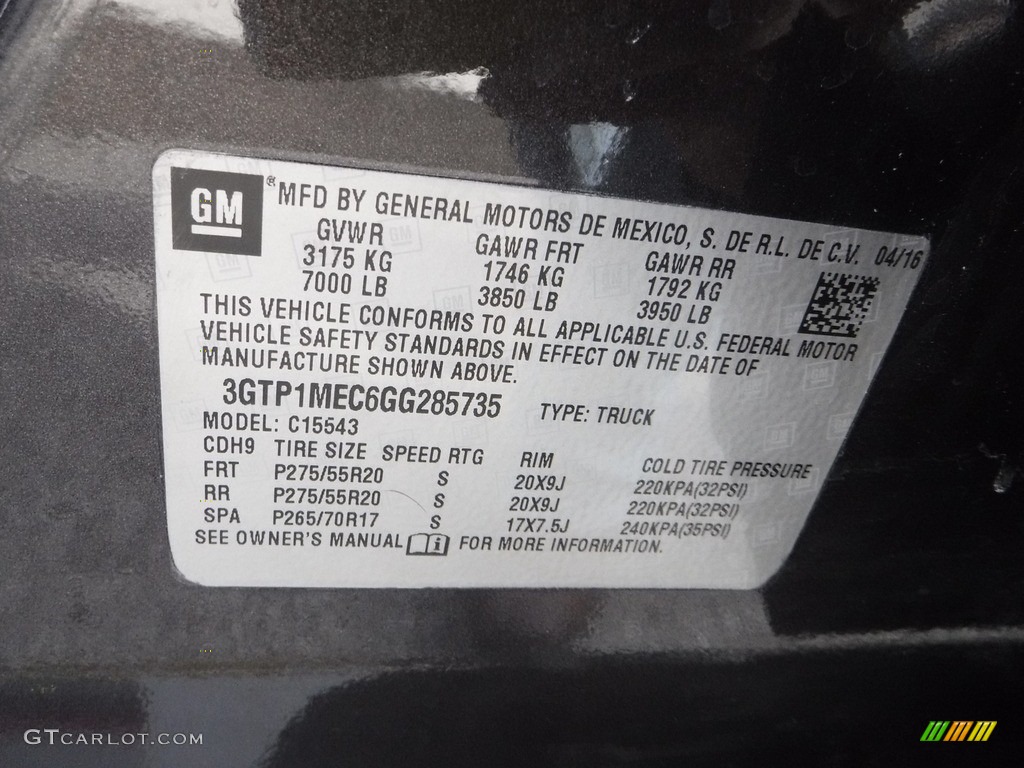 GM ® MFD BY GENERAL MOTORS DE MEXICO, S. DE R.L. DE C.V. 04/16
GVWR GAWR FRT GAWR RR
3175 KG 1746 KG 1792 KG
7000 LB 3850 LB 3950 LB
THIS VEHICLE CONFORMS TO ALL APPLICABLE U.S. FEDERAL MOTOR
VEHICLE SAFETY STANDARDS IN EFFECT ON THE DATE OF
MANUFACTURE SHOWN ABOVE.
3GTP1MEC6GG285735 TYPE: TRUCK
MODEL: C15543
CDH9 TIRE SIZE SPEED RTG RIM COLD TIRE PRESSURE
FRT P275/55R20 S 20X9J 220KPA(32PSI)
RR P275/55R20 S 20X9J 220KPA(32PSI)
SPA P265/70R17 S 17X7.5J 240KPA(35PSI)
SEE OWNER'S MANUAL FOR MORE INFORMATION.
GTCARLOT.COM